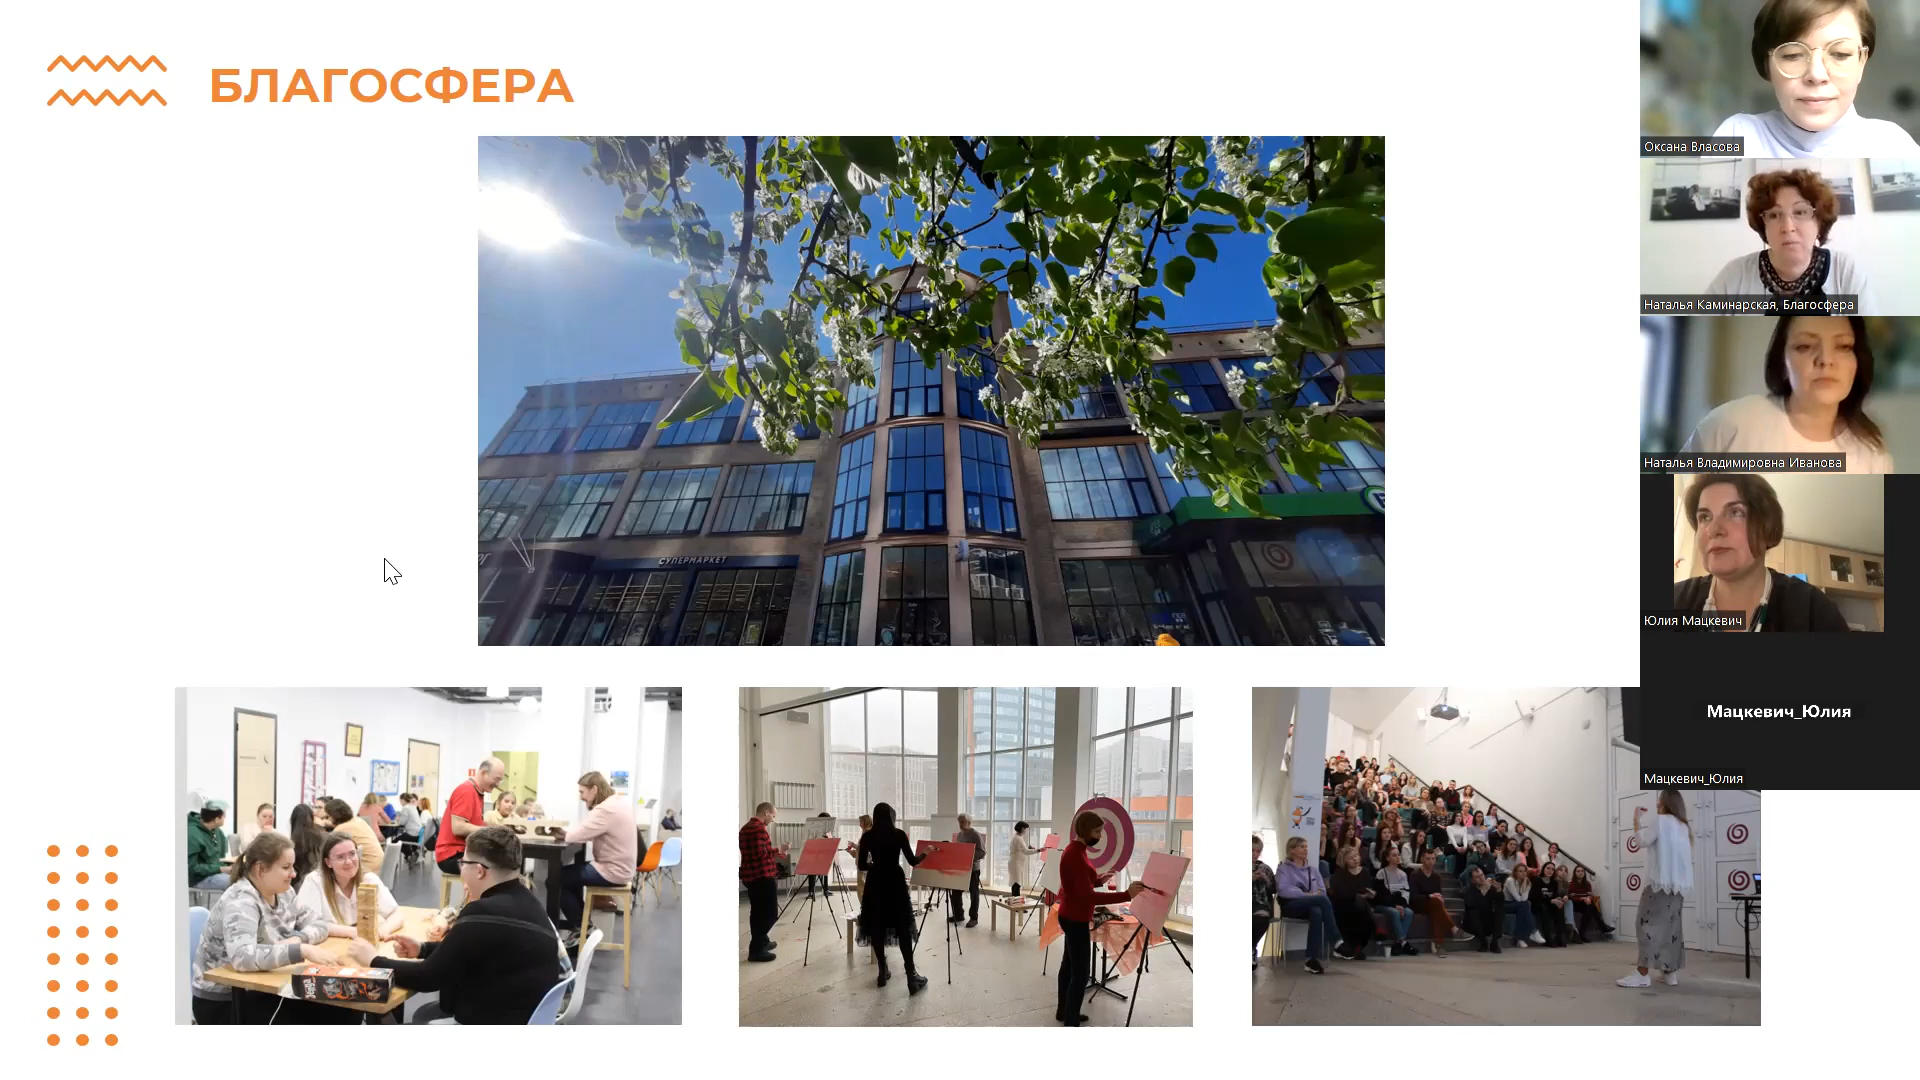 БЛАГОСФЕРА
СУПЕРМАРКЕТ
Оксана Власова
Наталья Каминарская, Благосфера
Наталья Владимировна Иванова
Юлия Мацкевич
Мацкевич_Юлия
Мацкевич_Юлия